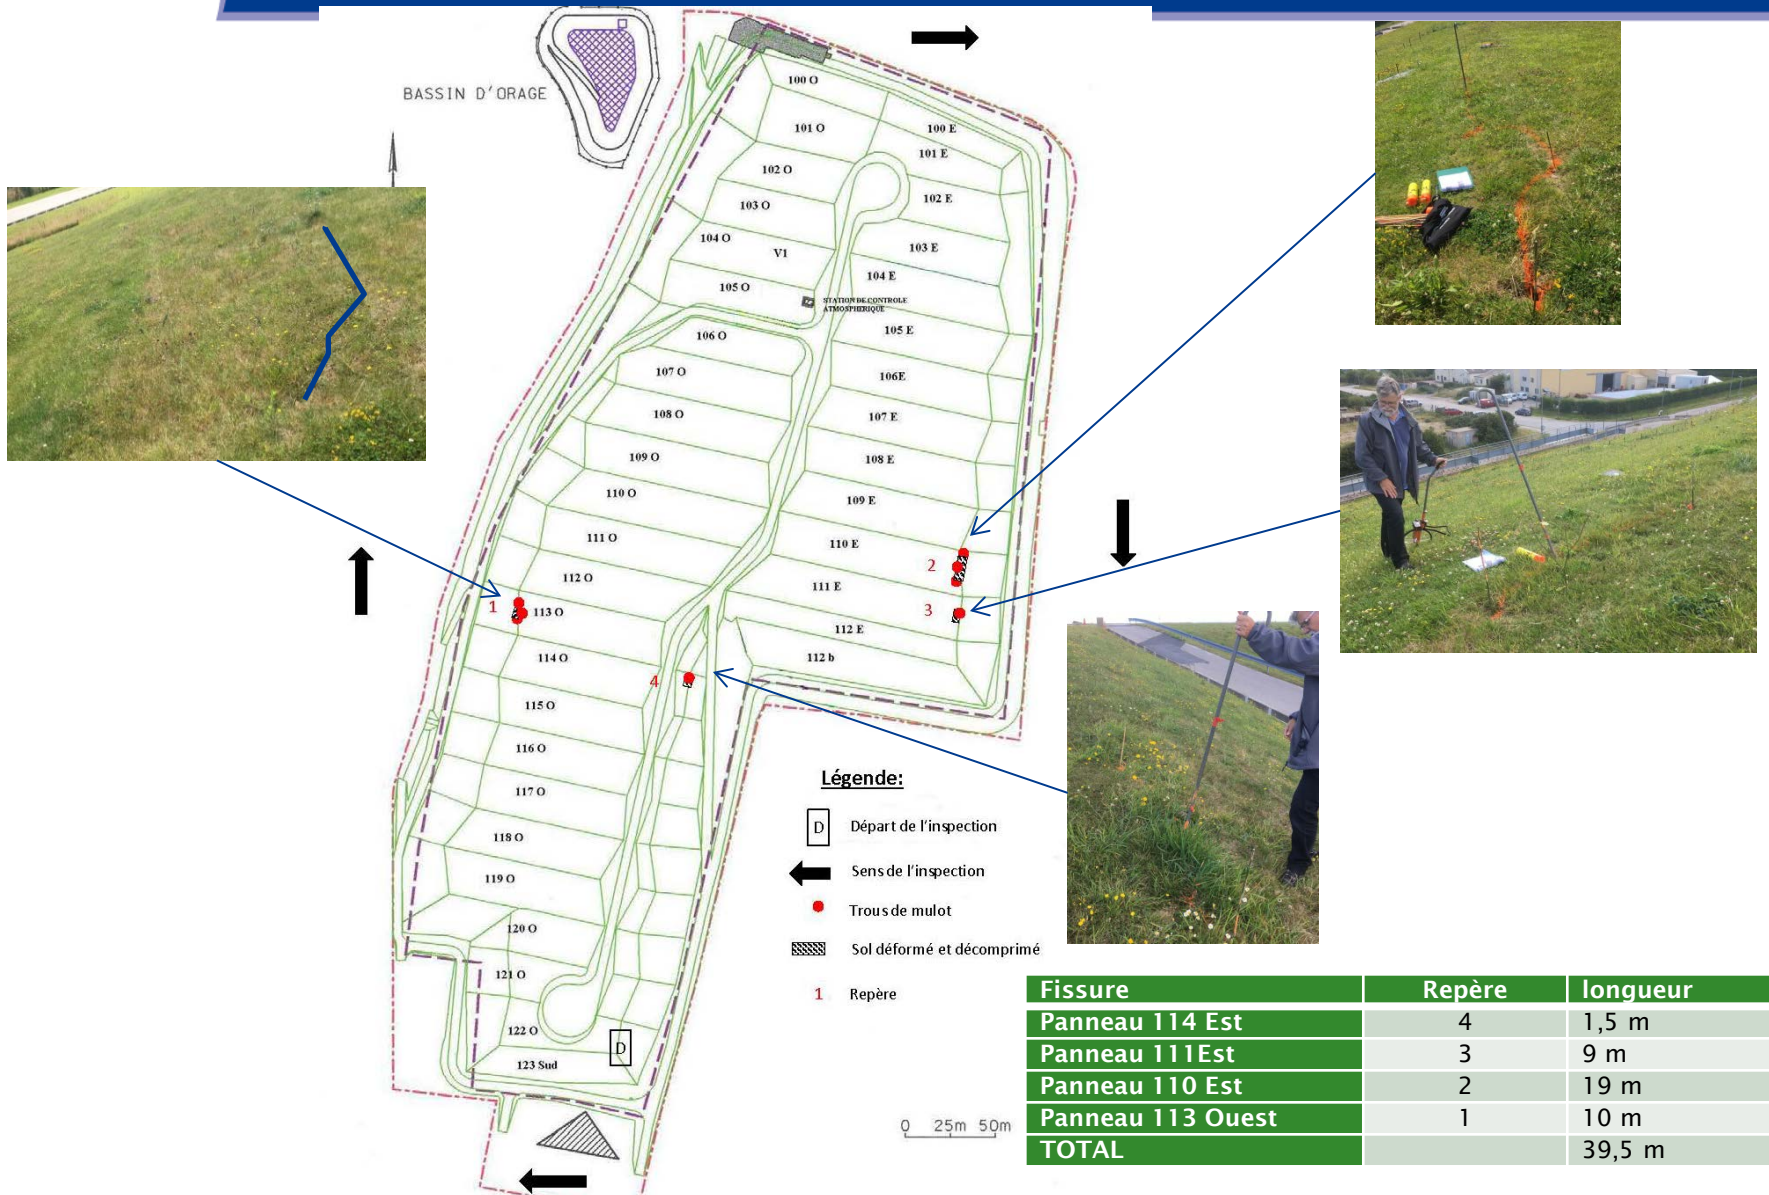 BASSIN D'ORAGE
100 O
101 O
100 E
101 E
102 O
102 E
103 O
104 O
V1
103 E
104 E
105 O
STATION DE CONTROLE
ATMOSPHERIQUE
105 E
106 O
107 O
106E
108 O
107 E
109 O
108 E
110 O
109 E
111 O
110 E
112 O
111 E
2
1
113 O
3
112 E
114 O
112 b
4
115 O
116 O
117 O
118 O
119 O
120 O
121 O
122 O
123 Sud
D
Légende:
D Départ de l'inspection
Sens de l'inspection
Trous de mulot
Sol déformé et décomprimé
1 Repère
0 25m 50m
Fissure Repère longueur
Panneau 114 Est 4 1,5 m
Panneau 111Est 3 9 m
Panneau 110 Est 2 19 m
Panneau 113 Ouest 1 10 m
TOTAL 39,5 m